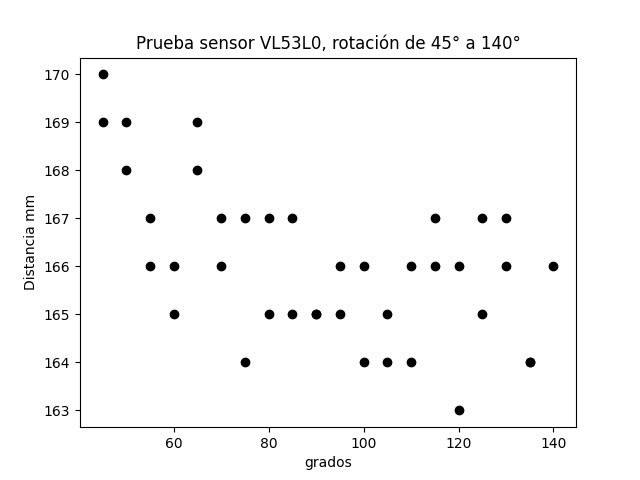 Prueba sensor VL53L0, rotación de 45° a 140°
170
169
168
167
166
165
164
163
Distancia mm
60 80 100 120 140
grados